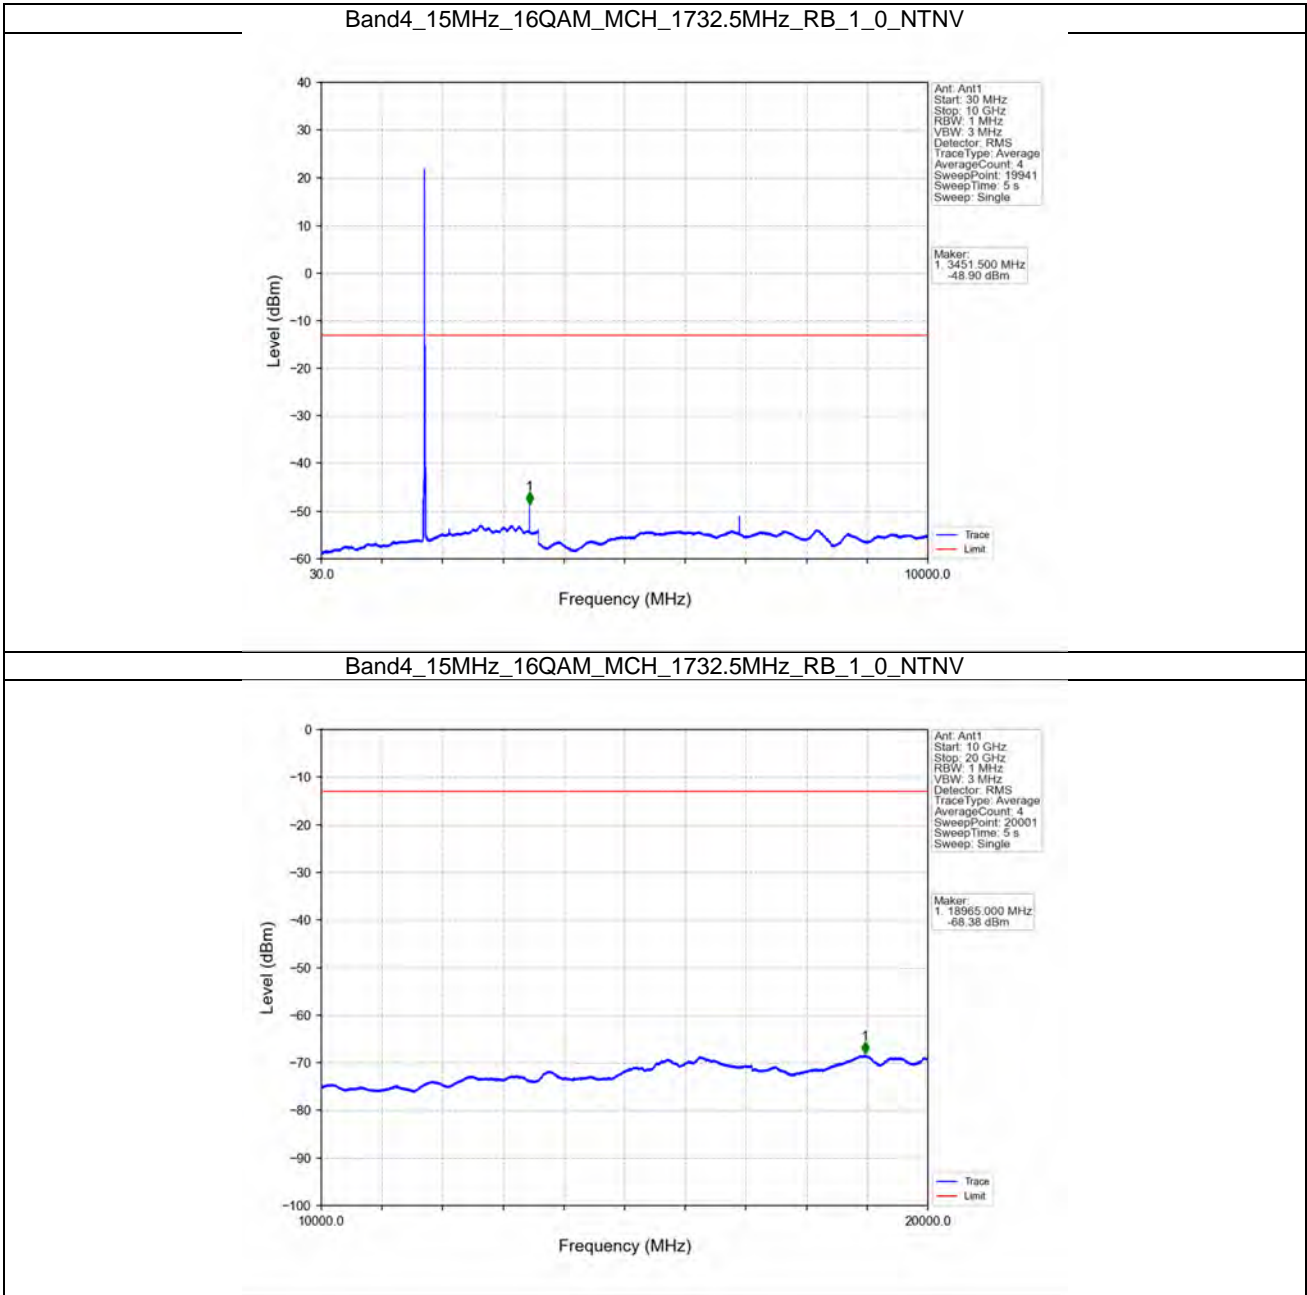 Band4_15MHz_16QAM_MCH_1732.5MHz_RB_1_0_NTNV
40
30
20
10
0
−10
−20
−30
−40
−50
−60
Level (dBm)
1
30.0
10000.0
Frequency (MHz)
Ant: Ant1
Start: 30 MHz
Stop: 10 GHz
RBW: 1 MHz
VBW: 3 MHz
Detector: RMS
TraceType: Average
AverageCount: 4
SweepPoint: 19941
SweepTime: 5 s
Sweep: Single
Maker:
1. 3451.500 MHz
-48.90 dBm
Trace
Limit
Band4_15MHz_16QAM_MCH_1732.5MHz_RB_1_0_NTNV
0
−10
−20
−30
−40
−50
−60
−70
−80
−90
−100
Level (dBm)
1
10000.0
20000.0
Frequency (MHz)
Ant: Ant1
Start: 10 GHz
Stop: 20 GHz
RBW: 1 MHz
VBW: 3 MHz
Detector: RMS
TraceType: Average
AverageCount: 4
SweepPoint: 20001
SweepTime: 5 s
Sweep: Single
Maker:
1. 18965.000 MHz
-68.38 dBm
Trace
Limit